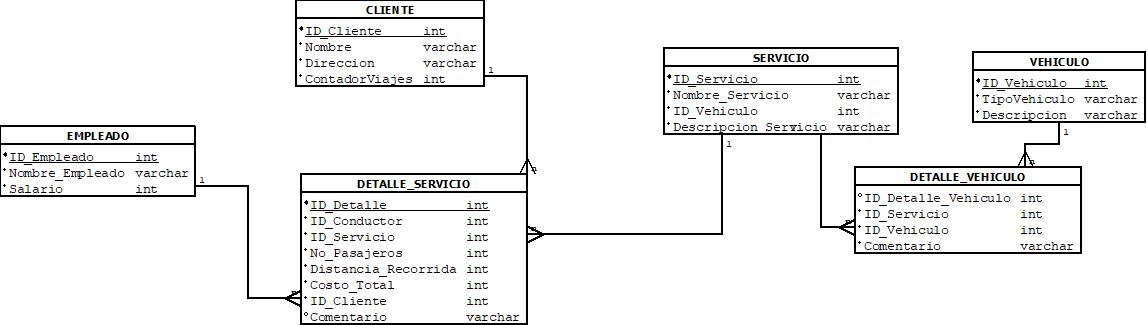 CLIENTE
ID_Cliente int
Nombre varchar
Direccion varchar
ContadorViajes int
1
SERVICIO
ID_Servicio int
Nombre_Servicio varchar
ID_Vehiculo int
Descripcion_Servicio varchar
1
VEHICULO
ID_Vehiculo int
TipoVehiculo varchar
Descripcion varchar
1
EMPLEADO
ID_Empleado int
Nombre_Empleado varchar
Salario int
1
n
DETALLE_SERVICIO
ID_Detalle int
ID_Conductor int
ID_Servicio int
No_Pasajeros int
Distancia_Recorrida int
Costo_Total int
ID_Cliente int
Comentario varchar
n
n
n
DETALLE_VEHICULO
ID_Detalle_Vehiculo int
ID_Servicio int
ID_Vehiculo int
Comentario varchar
n